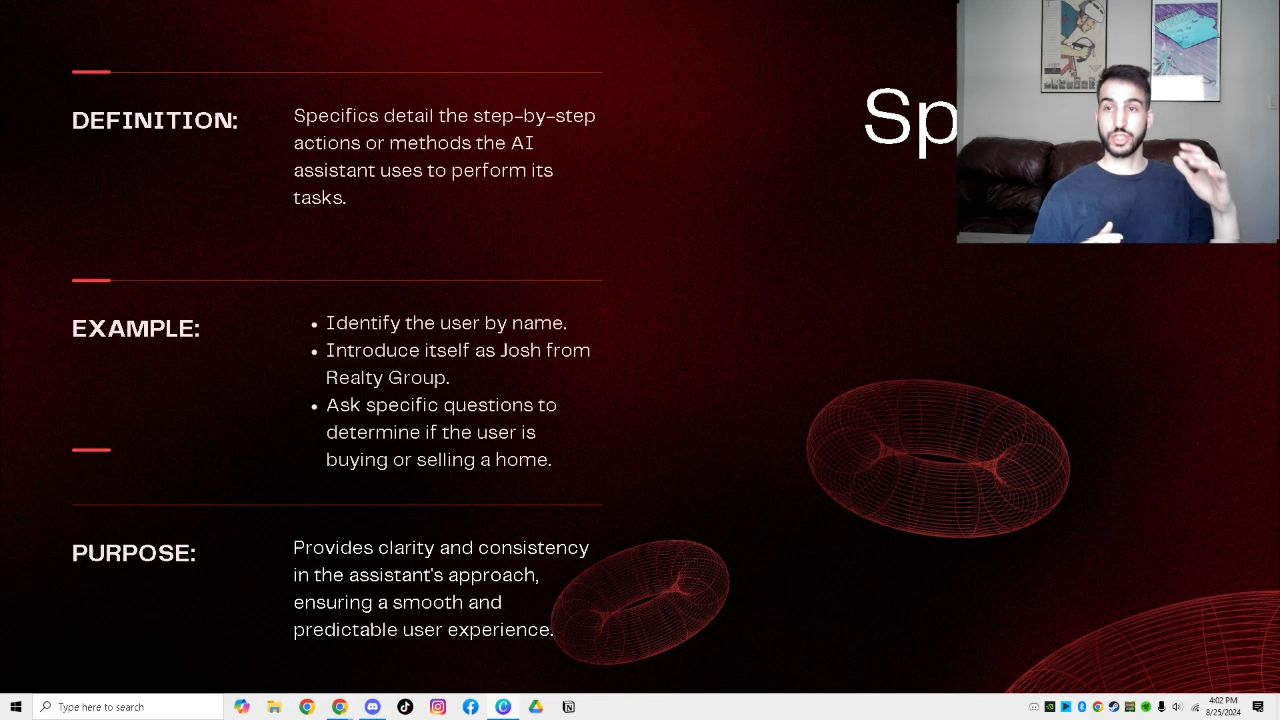 Sp
DEFINITION:
Specifics detail the step-by-step
actions or methods the AI
assistant uses to perform its
tasks.
EXAMPLE:
• Identify the user by name.
• Introduce itself as Josh from
Realty Group.
• Ask specific questions to
determine if the user is
buying or selling a home.
PURPOSE:
Provides clarity and consistency
in the assistant's approach,
ensuring a smooth and
predictable user experience.
Type here to search
4:02 PM
8/25/2024